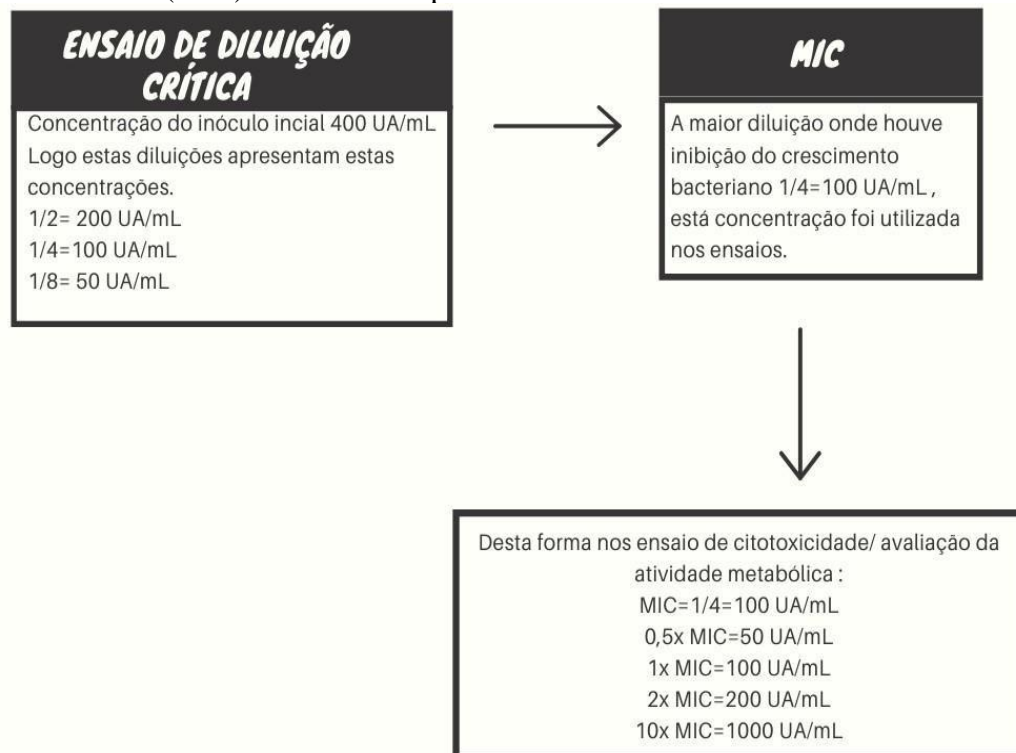 ENSAIO DE DILUIÇÃO
CRÍTICA
Concentração do inóculo incial 400 UA/mL
Logo estas diluições apresentam estas
concentrações.
1/2= 200 UA/mL
1/4=100 UA/mL
1/8= 50 UA/mL
MIC
A maior diluição onde houve
inibição do crescimento
bacteriano 1/4=100 UA/mL ,
está concentração foi utilizada
nos ensaios.
Desta forma nos ensaio de citotoxicidade/ avaliação da
atividade metabólica :
MIC=1/4=100 UA/mL
0,5x MIC=50 UA/mL
1x MIC=100 UA/mL
2x MIC=200 UA/mL
10x MIC=1000 UA/mL